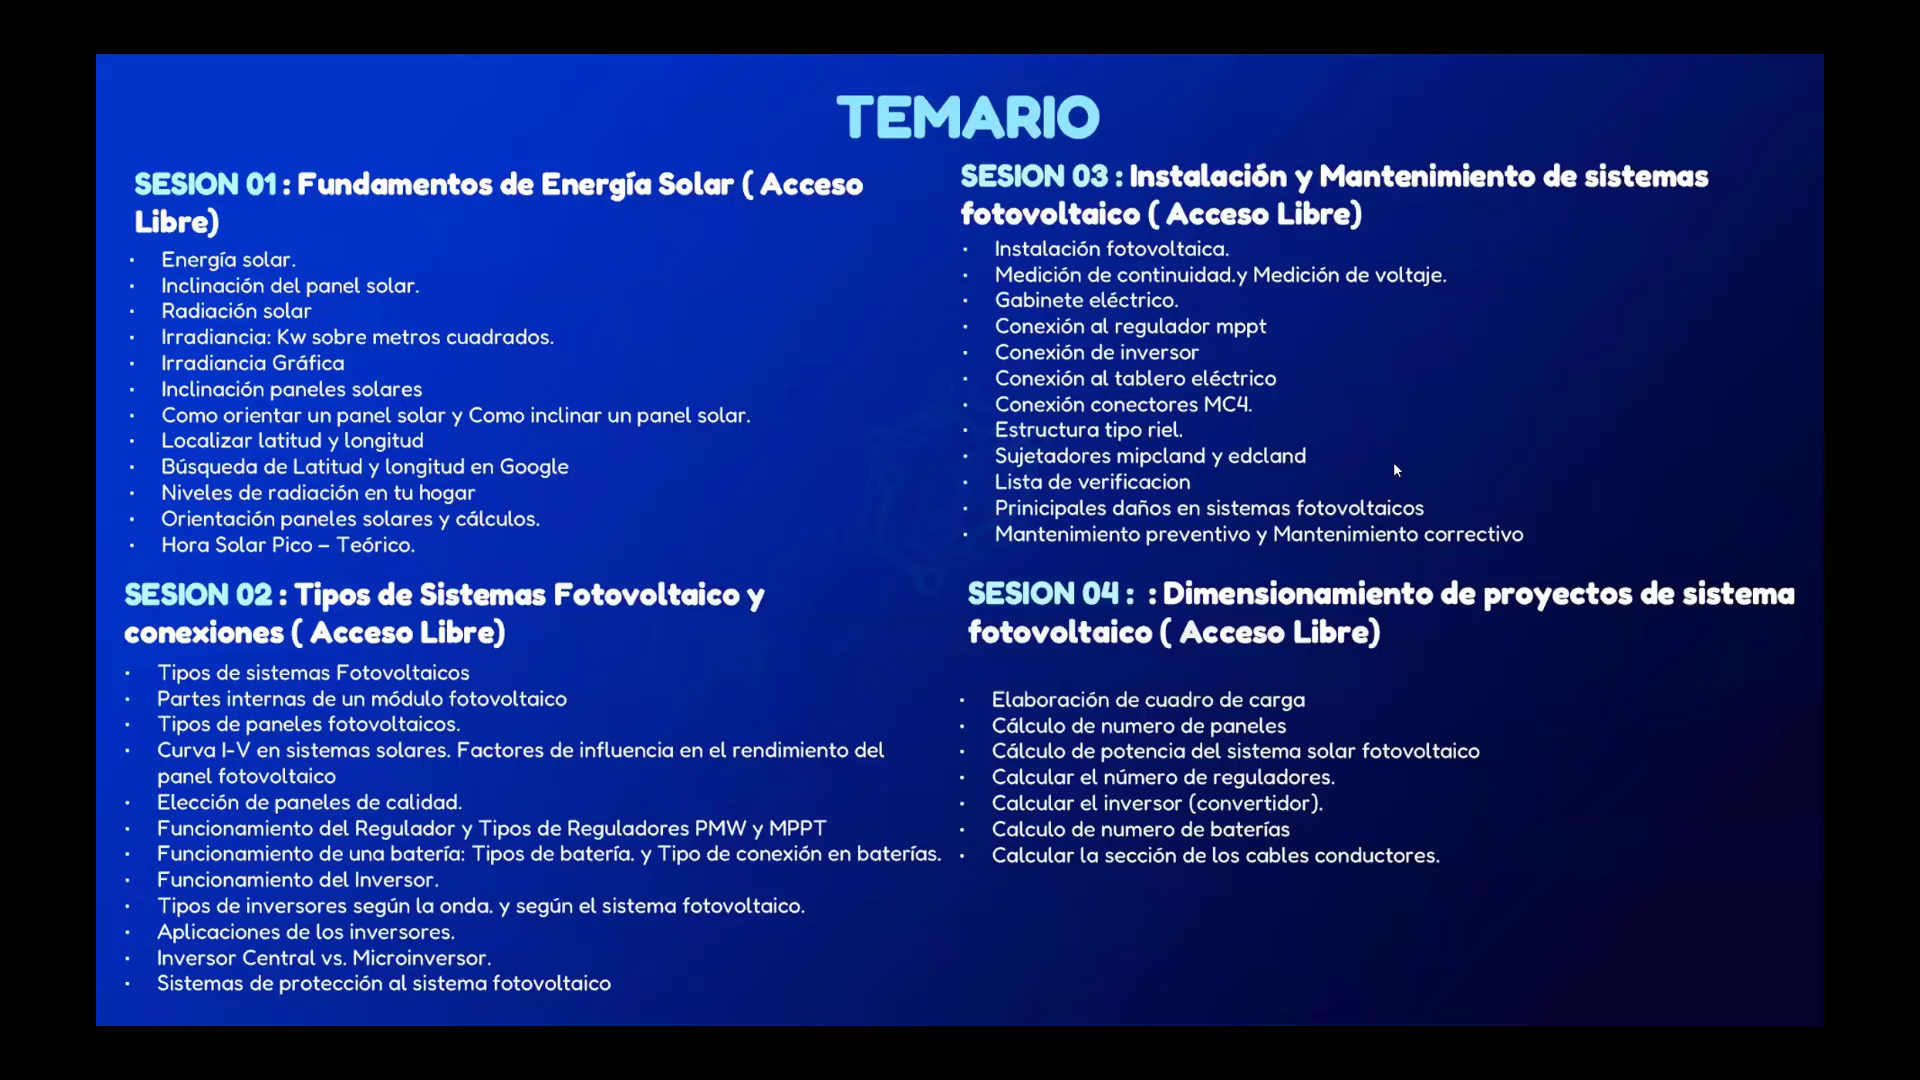 TEMARIO
SESION 01 : Fundamentos de Energía Solar ( Acceso
Libre)
• Energía solar.
• Inclinación del panel solar.
• Radiación solar
• Irradiancia: Kw sobre metros cuadrados.
• Irradiancia Gráfica
• Inclinación paneles solares
• Como orientar un panel solar y Como inclinar un panel solar.
• Localizar latitud y longitud
• Búsqueda de Latitud y longitud en Google
• Niveles de radiación en tu hogar
• Orientación paneles solares y cálculos.
• Hora Solar Pico – Teórico.
SESION 02 : Tipos de Sistemas Fotovoltaico y
conexiones ( Acceso Libre)
• Tipos de sistemas Fotovoltaicos
• Partes internas de un módulo fotovoltaico
• Tipos de paneles fotovoltaicos.
• Curva I-V en sistemas solares. Factores de influencia en el rendimiento del
panel fotovoltaico
• Elección de paneles de calidad.
• Funcionamiento del Regulador y Tipos de Reguladores PMW y MPPT
• Funcionamiento de una batería: Tipos de batería. y Tipo de conexión en baterías.
• Funcionamiento del Inversor.
• Tipos de inversores según la onda. y según el sistema fotovoltaico.
• Aplicaciones de los inversores.
• Inversor Central vs. Microinversor.
• Sistemas de protección al sistema fotovoltaico
SESION 03 : Instalación y Mantenimiento de sistemas
fotovoltaico ( Acceso Libre)
• Instalación fotovoltaica.
• Medición de continuidad.y Medición de voltaje.
• Gabinete eléctrico.
• Conexión al regulador mppt
• Conexión de inversor
• Conexión al tablero eléctrico
• Conexión conectores MC4.
• Estructura tipo riel.
• Sujetadores mipcland y edcland
• Lista de verificacion
• Prinicipales daños en sistemas fotovoltaicos
• Mantenimiento preventivo y Mantenimiento correctivo
SESION 04 : : Dimensionamiento de proyectos de sistema
fotovoltaico ( Acceso Libre)
• Elaboración de cuadro de carga
• Cálculo de numero de paneles
• Cálculo de potencia del sistema solar fotovoltaico
• Calcular el número de reguladores.
• Calcular el inversor (convertidor).
• Calculo de numero de baterías
• Calcular la sección de los cables conductores.